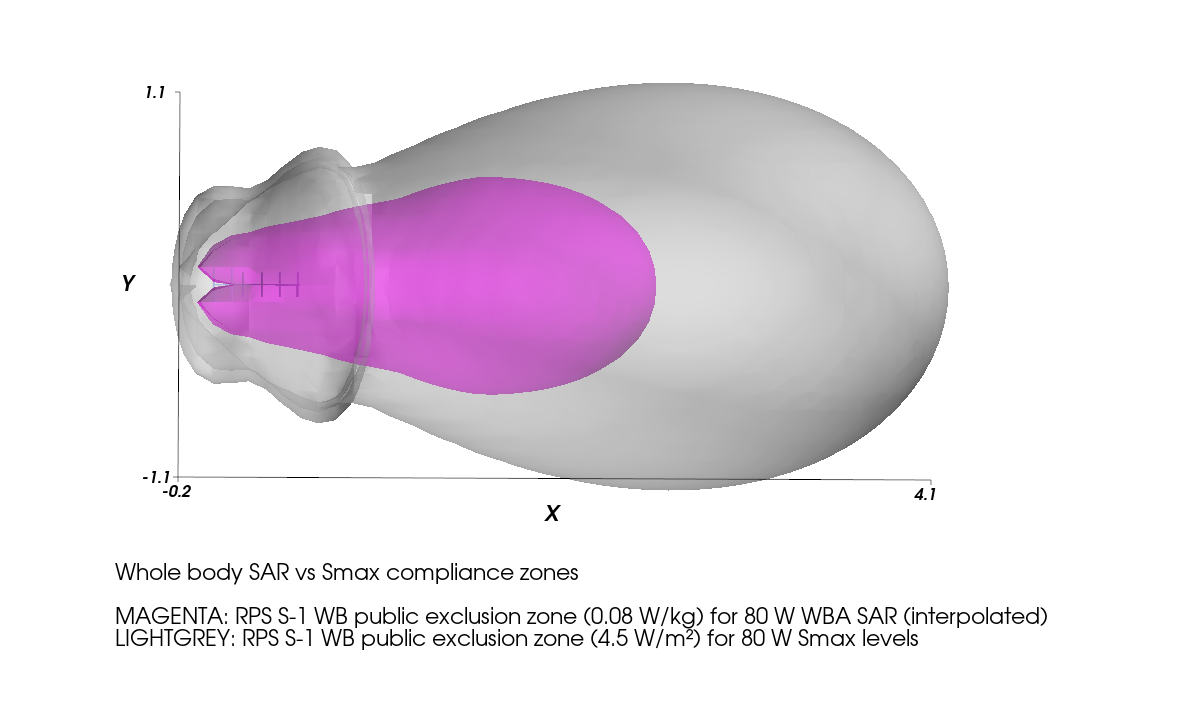 1.1
Y
-1.1
-0.2
4.1
X
Whole body SAR vs Smax compliance zones
MAGENTA: RPS S-1 WB public exclusion zone (0.08 W/kg) for 80 W WBA SAR (interpolated)
LIGHTGREY: RPS S-1 WB public exclusion zone (4.5 W/m²) for 80 W Smax levels